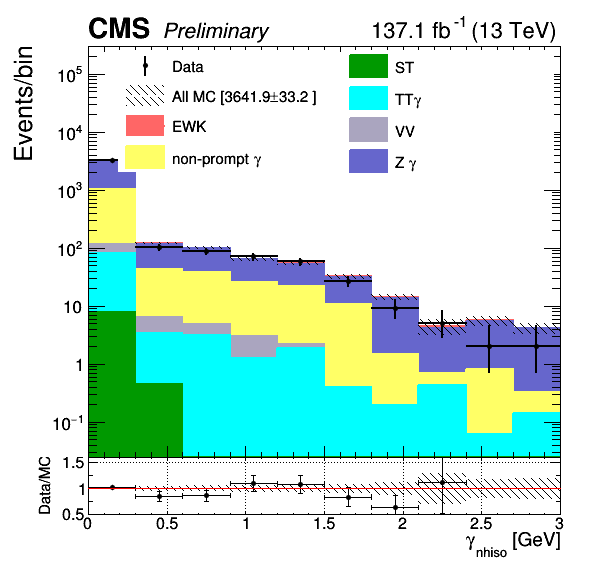 CMS Preliminary 137.1 fb⁻¹ (13 TeV)
Events/bin
10⁵
10⁴
10³
10²
10
1
10⁻¹
Data
All MC [3641.9±33.2 ]
EWK
non-prompt γ
ST
TTγ
VV
Z γ
Data/MC
1.5
1
0.5
0 0.5 1 1.5 2 2.5 3
γnhiso [GeV]